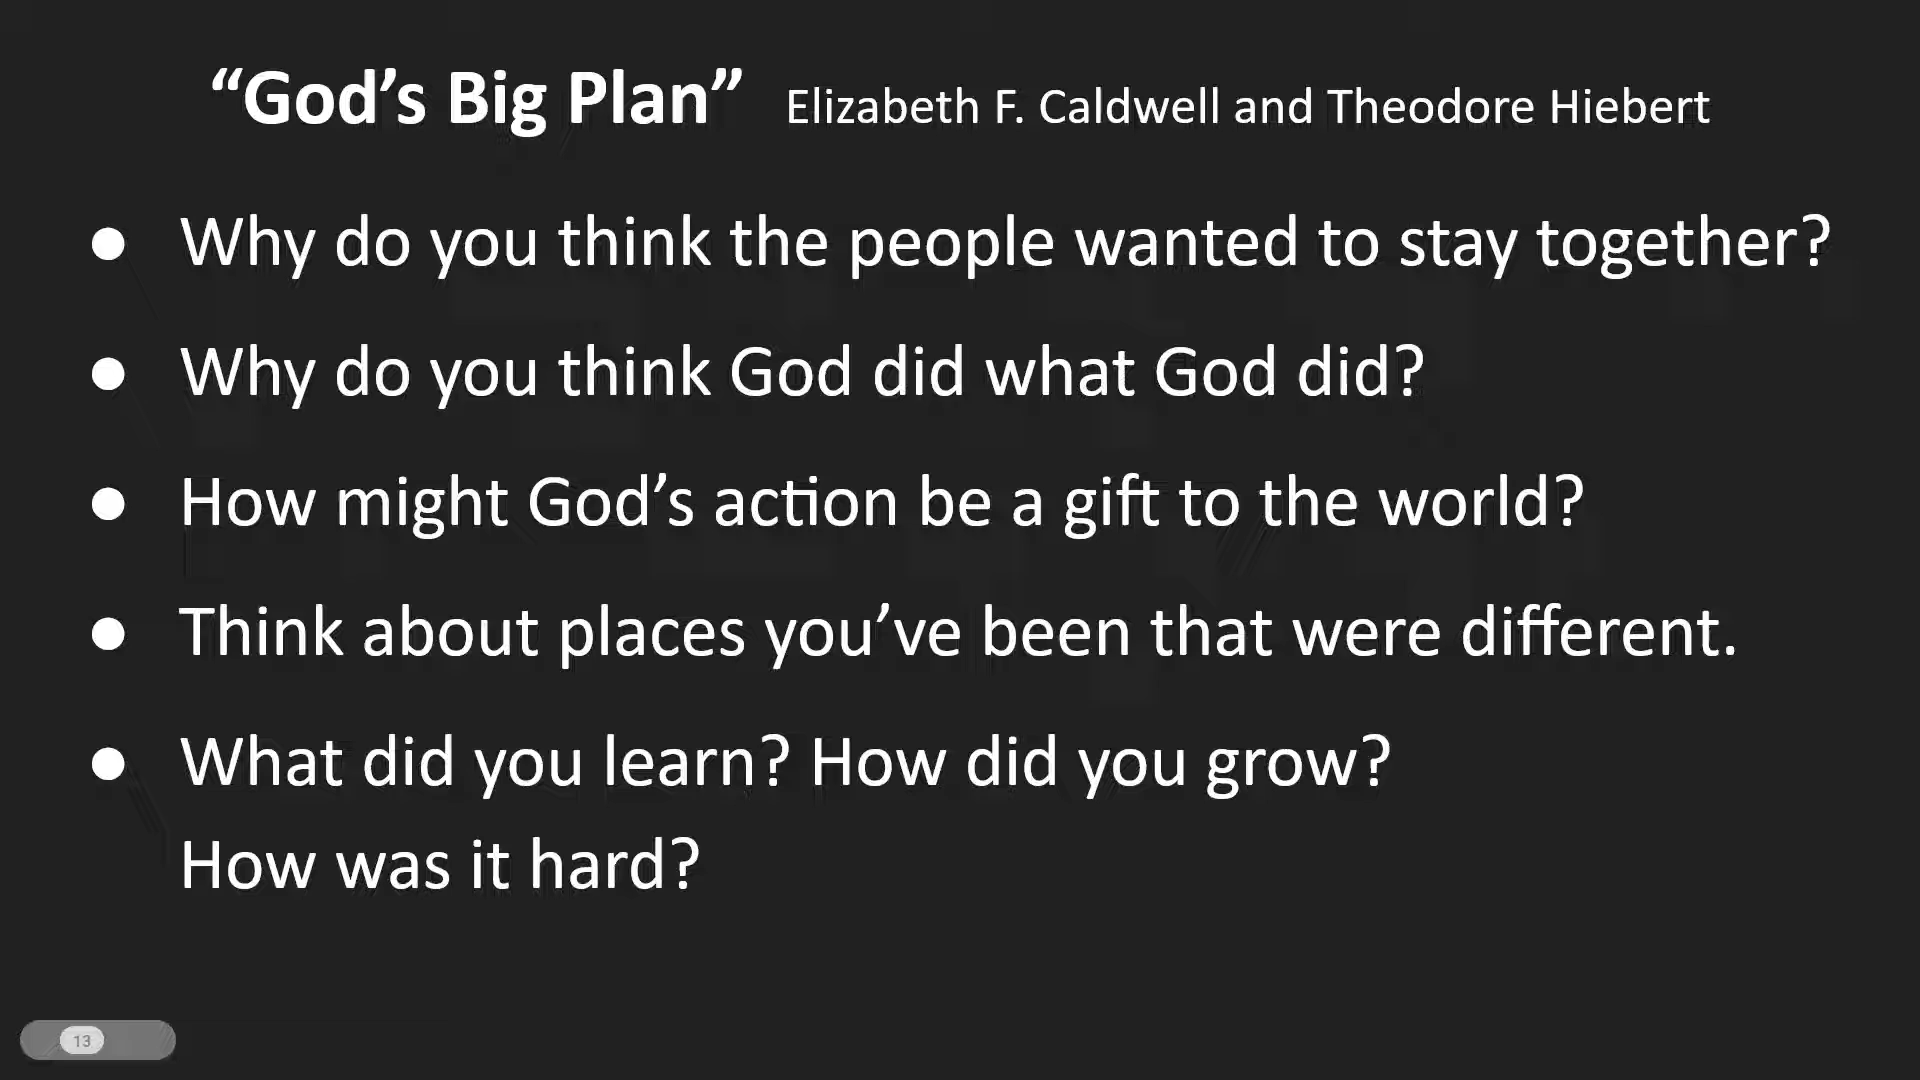 “God’s Big Plan” Elizabeth F. Caldwell and Theodore Hiebert
● Why do you think the people wanted to stay together?
● Why do you think God did what God did?
● How might God’s action be a gift to the world?
● Think about places you’ve been that were different.
● What did you learn? How did you grow?
How was it hard?
13